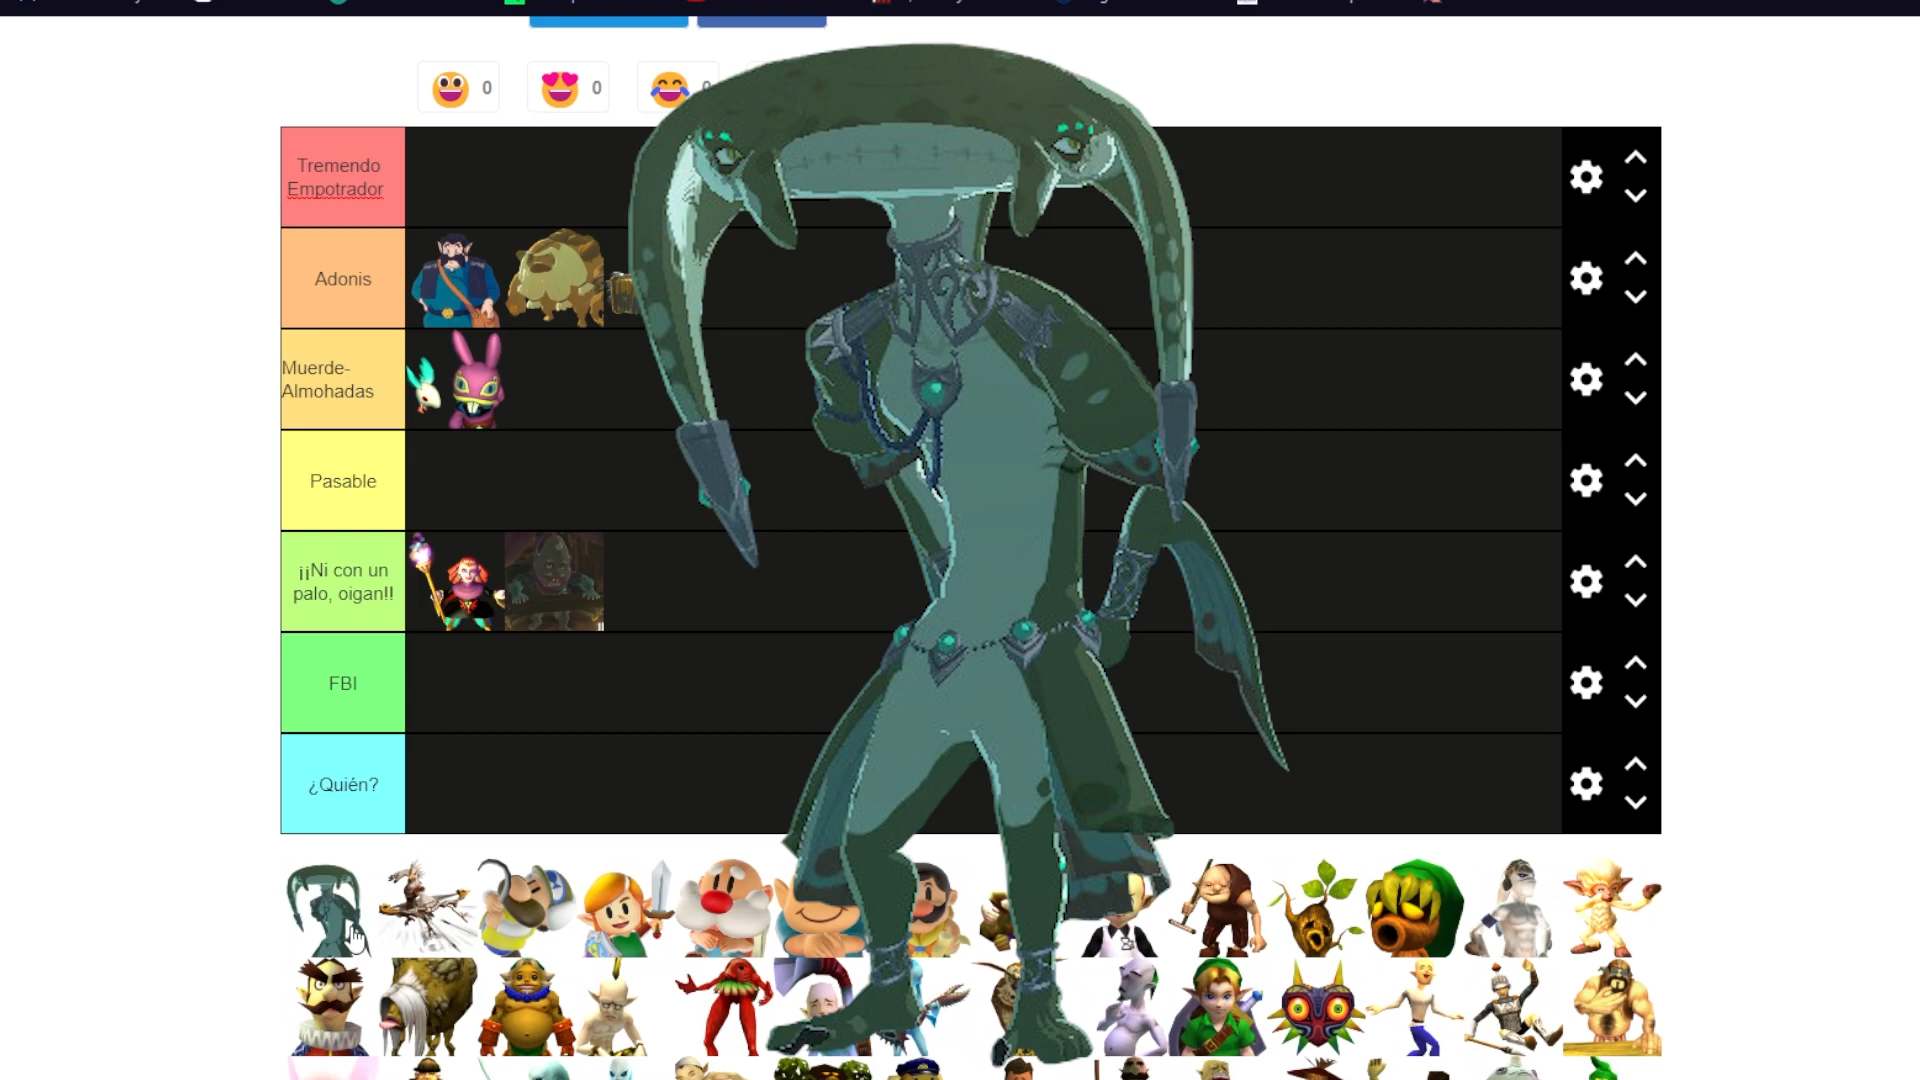 0
0
Tremendo
Empotrador
Adonis
Muerde-
Almohadas
Pasable
¡¡Ni con un
palo, oigan!!
FBI
¿Quién?